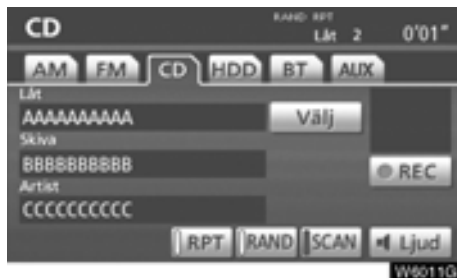 CD RAND RPT Låt 2 0'01"
AM FM CD HDD BT AUX
Låt
AAAAAAAAAA Välj
Skiva
BBBBBBBBBB
REC
Artist
CCCCCCCCCC
RPT RAND SCAN Ljud
W6011G